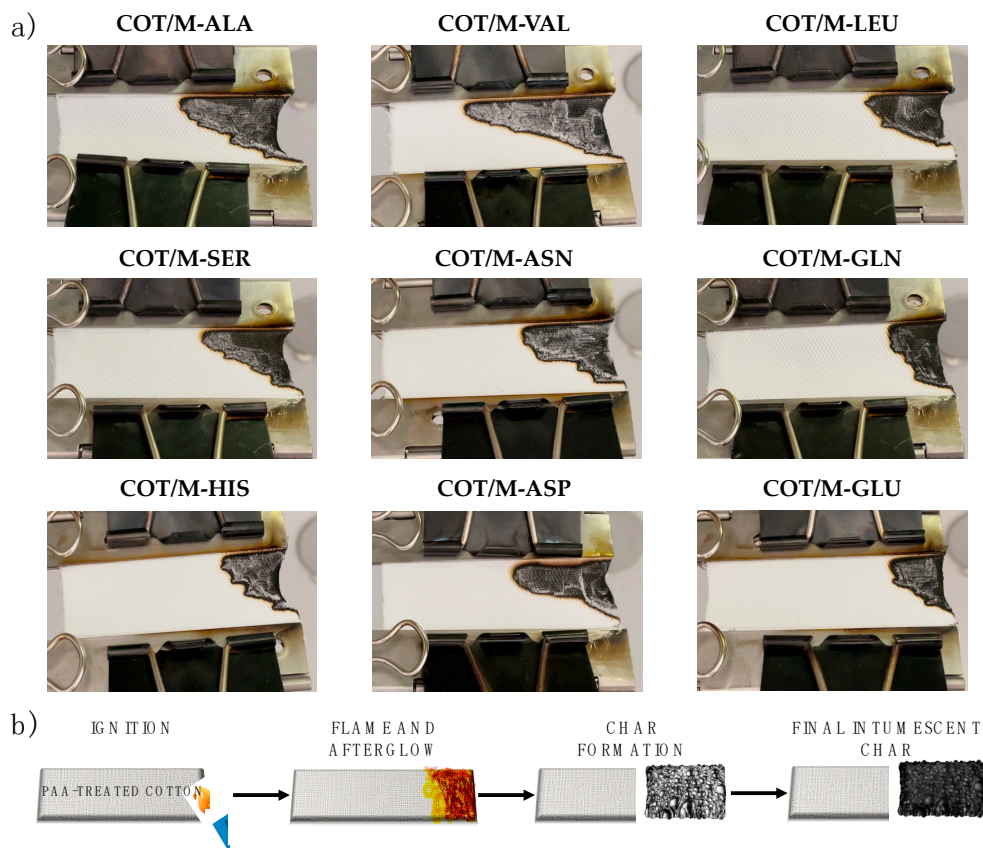 a)
COT/M-ALA
COT/M-VAL
COT/M-LEU
COT/M-SER
COT/M-ASN
COT/M-GLN
COT/M-HIS
COT/M-ASP
COT/M-GLU
b)
IGNITION
PAA-TREATED COTTON
FLAME AND
AFTERGLOW
CHAR
FORMATION
FINAL INTUMESCENT
CHAR